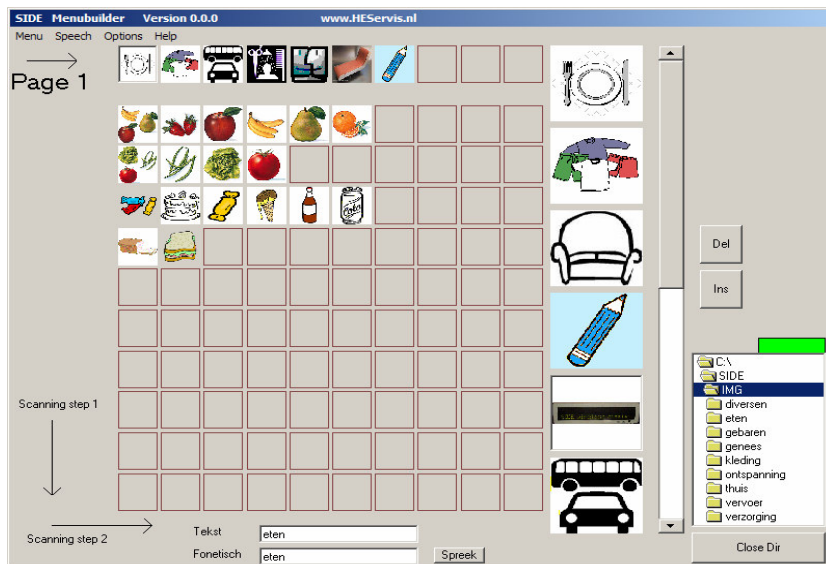 SIDE Menubuilder Version 0.0.0 www.HEServis.nl
Menu Speech Options Help
Page 1
Del
Ins
C:\
SIDE
IMG
diversen
eten
gebaren
genees
kleding
ontspanning
thuis
vervoer
verzorging
Scanning step 1
Scanning step 2
Tekst eten
Fonetisch eten
Spreek
Close Dir